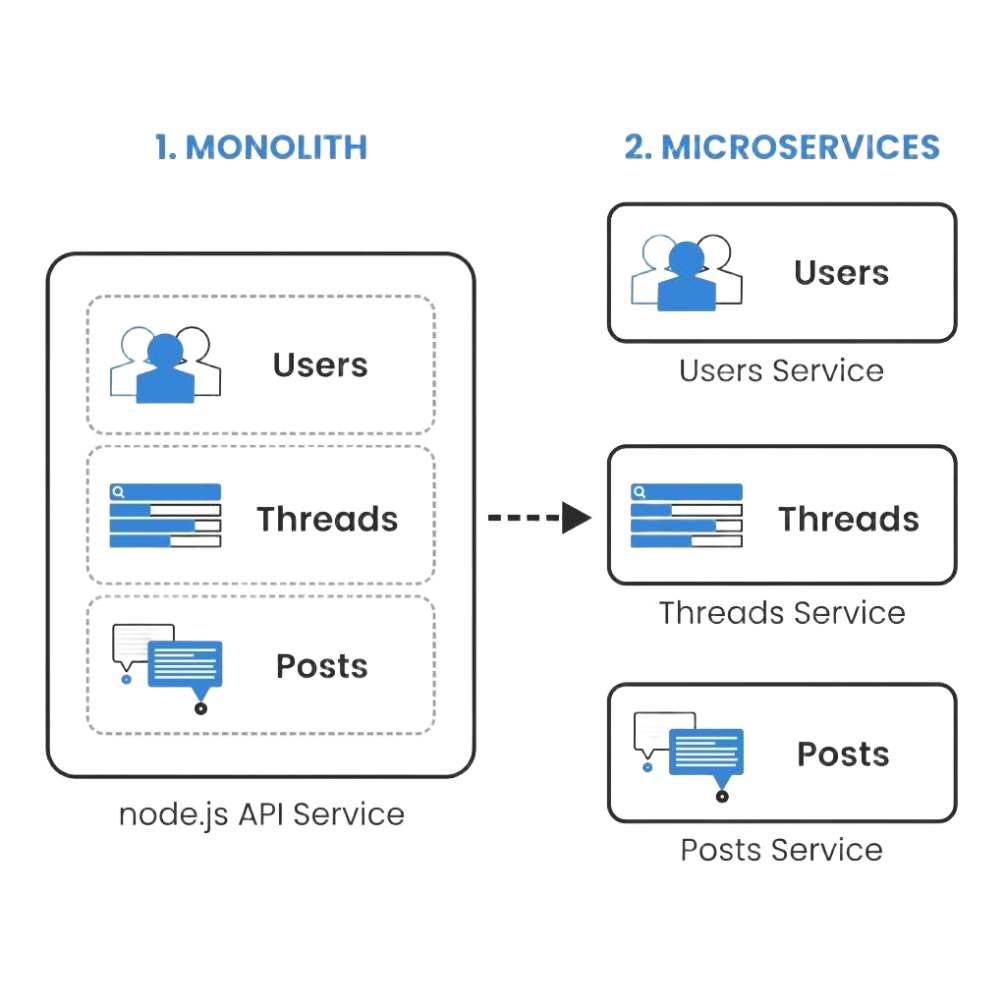 1. MONOLITH
Users
Threads
Posts
node.js API Service
2. MICROSERVICES
Users
Users Service
Threads
Threads Service
Posts
Posts Service